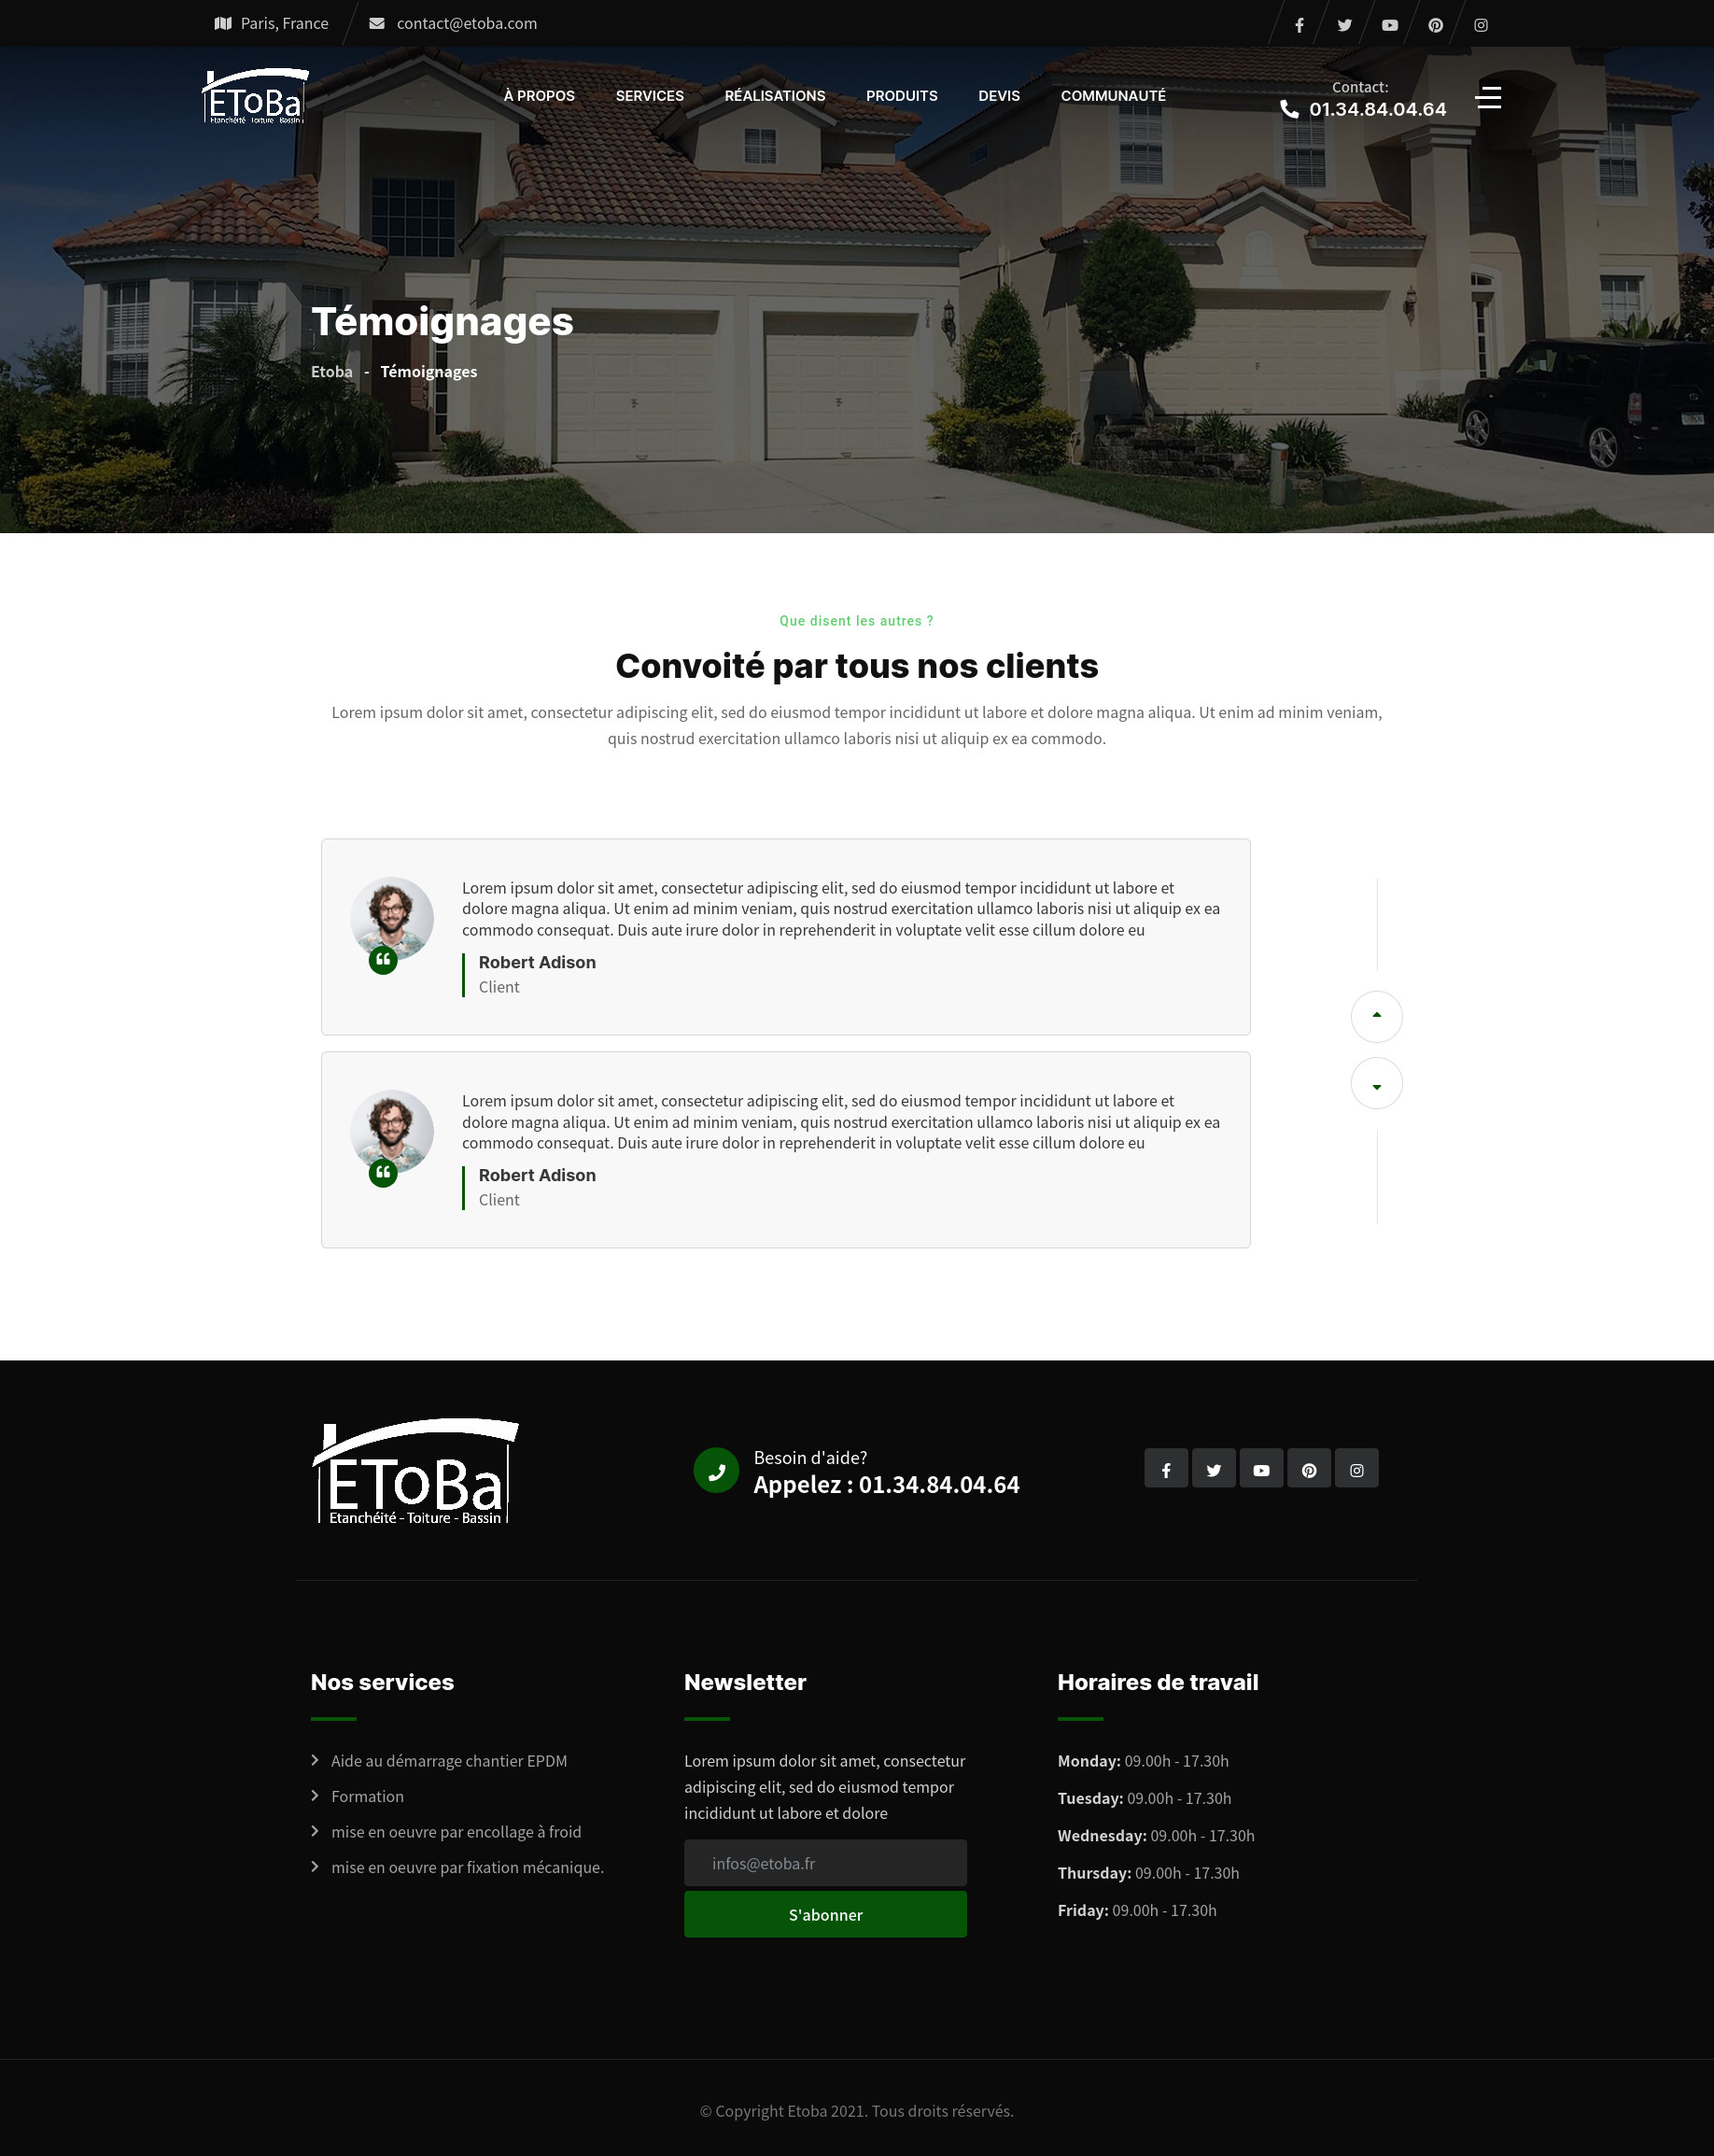 Paris, France
contact@etoba.com
EToBa
Etanchéité Toiture Bassin
À PROPOS
SERVICES
RÉALISATIONS
PRODUITS
DEVIS
COMMUNAUTÉ
Contact:
01.34.84.04.64
Témoignages
Etoba - Témoignages
Que disent les autres ?
Convoité par tous nos clients
Lorem ipsum dolor sit amet, consectetur adipiscing elit, sed do eiusmod tempor incididunt ut labore et dolore magna aliqua. Ut enim ad minim veniam,
quis nostrud exercitation ullamco laboris nisi ut aliquip ex ea commodo.
Lorem ipsum dolor sit amet, consectetur adipiscing elit, sed do eiusmod tempor incididunt ut labore et
dolore magna aliqua. Ut enim ad minim veniam, quis nostrud exercitation ullamco laboris nisi ut aliquip ex ea
commodo consequat. Duis aute irure dolor in reprehenderit in voluptate velit esse cillum dolore eu
Robert Adison
Client
Lorem ipsum dolor sit amet, consectetur adipiscing elit, sed do eiusmod tempor incididunt ut labore et
dolore magna aliqua. Ut enim ad minim veniam, quis nostrud exercitation ullamco laboris nisi ut aliquip ex ea
commodo consequat. Duis aute irure dolor in reprehenderit in voluptate velit esse cillum dolore eu
Robert Adison
Client
EToBa
Etanchéité - Toiture - Bassin
Besoin d'aide?
Appelez : 01.34.84.04.64
Nos services
Aide au démarrage chantier EPDM
Formation
mise en oeuvre par encollage à froid
mise en oeuvre par fixation mécanique.
Newsletter
Lorem ipsum dolor sit amet, consectetur
adipiscing elit, sed do eiusmod tempor
incididunt ut labore et dolore
infos@etoba.fr
S'abonner
Horaires de travail
Monday: 09.00h - 17.30h
Tuesday: 09.00h - 17.30h
Wednesday: 09.00h - 17.30h
Thursday: 09.00h - 17.30h
Friday: 09.00h - 17.30h
© Copyright Etoba 2021. Tous droits réservés.